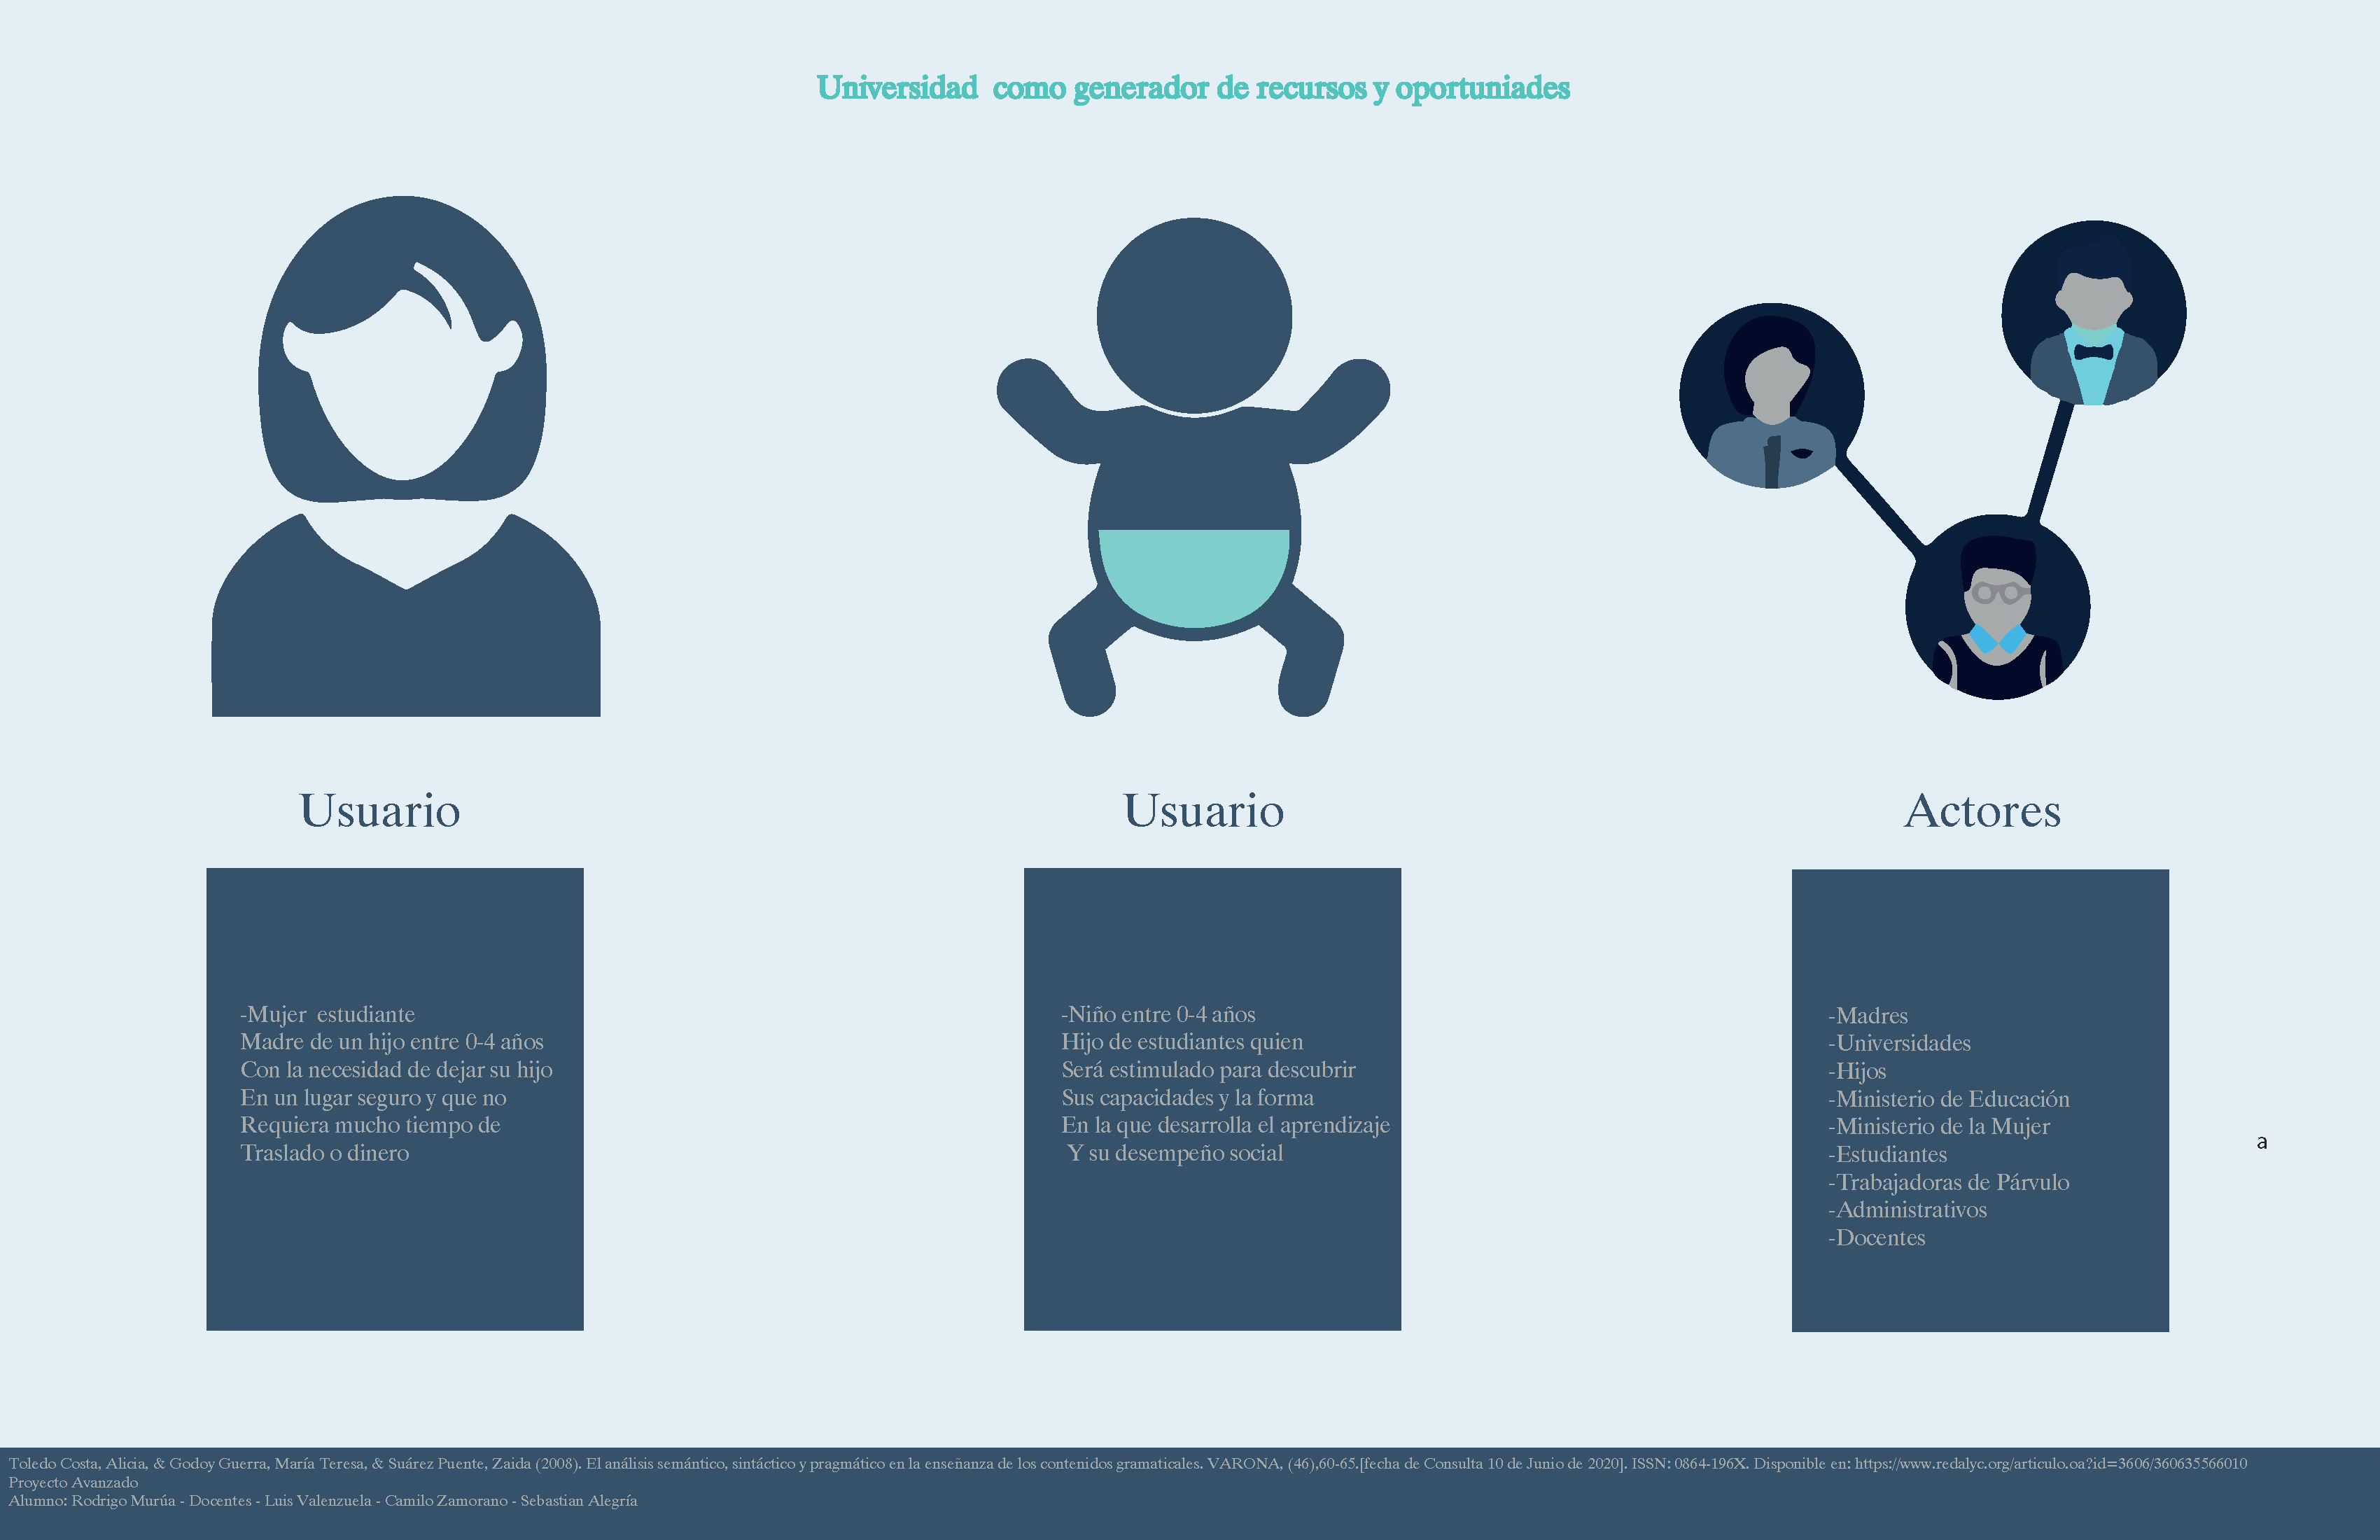 Universidad  como generador de recursos y oportuniades
Usuario
-Mujer  estudiante
Madre de un hijo entre 0-4 años
Con la necesidad de dejar su hijo
En un lugar seguro y que no
Requiera mucho tiempo de
Traslado o dinero
Usuario
-Niño entre 0-4 años
Hijo de estudiantes quien
Será estimulado para descubrir
Sus capacidades y la forma
En la que desarrolla el aprendizaje
Y su desempeño social
Actores
-Madres
-Universidades
-Hijos
-Ministerio de Educación
-Ministerio de la Mujer
-Estudiantes
-Trabajadoras de Párvulo
-Administrativos
-Docentes
a
Toledo Costa, Alicia, & Godoy Guerra, María Teresa, & Suárez Puente, Zaida (2008). El análisis semántico, sintáctico y pragmático en la enseñanza de los contenidos gramaticales. VARONA, (46),60-65.[fecha de Consulta 10 de Junio de 2020]. ISSN: 0864-196X. Disponible en: https://www.redalyc.org/articulo.oa?id=3606/360635566010
Proyecto Avanzado
Alumno: Rodrigo Murúa - Docentes - Luis Valenzuela - Camilo Zamorano - Sebastian Alegría